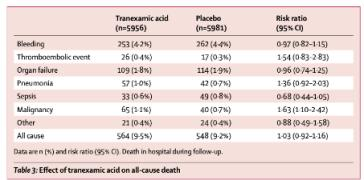 Tranexamic acid Placebo Risk ratio
(n=5956) (n=5981) (95% CI)
Bleeding 253 (4·2%) 262 (4·4%) 0·97 (0·82–1·15)
Thromboembolic event 26 (0·4%) 17 (0·3%) 1·54 (0·83–2·83)
Organ failure 109 (1·8%) 114 (1·9%) 0·96 (0·74–1·25)
Pneumonia 57 (1·0%) 42 (0·7%) 1·36 (0·92–2·03)
Sepsis 33 (0·6%) 49 (0·8%) 0·68 (0·44–1·05)
Malignancy 65 (1·1%) 40 (0·7%) 1·63 (1·10–2·42)
Other 21 (0·4%) 24 (0·4%) 0·88 (0·49–1·58)
All cause 564 (9·5%) 548 (9·2%) 1·03 (0·92–1·16)
Data are n (%) and risk ratio (95% CI). Death in hospital during follow-up.
Table 3: Effect of tranexamic acid on all-cause death